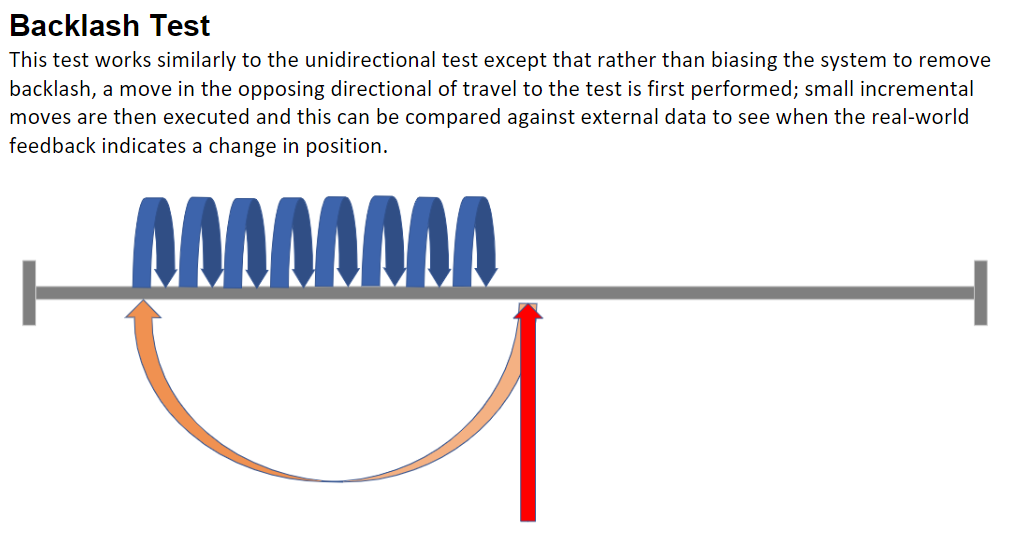 Backlash Test
This test works similarly to the unidirectional test except that rather than biasing the system to remove
backlash, a move in the opposing directional of travel to the test is first performed; small incremental
moves are then executed and this can be compared against external data to see when the real-world
feedback indicates a change in position.